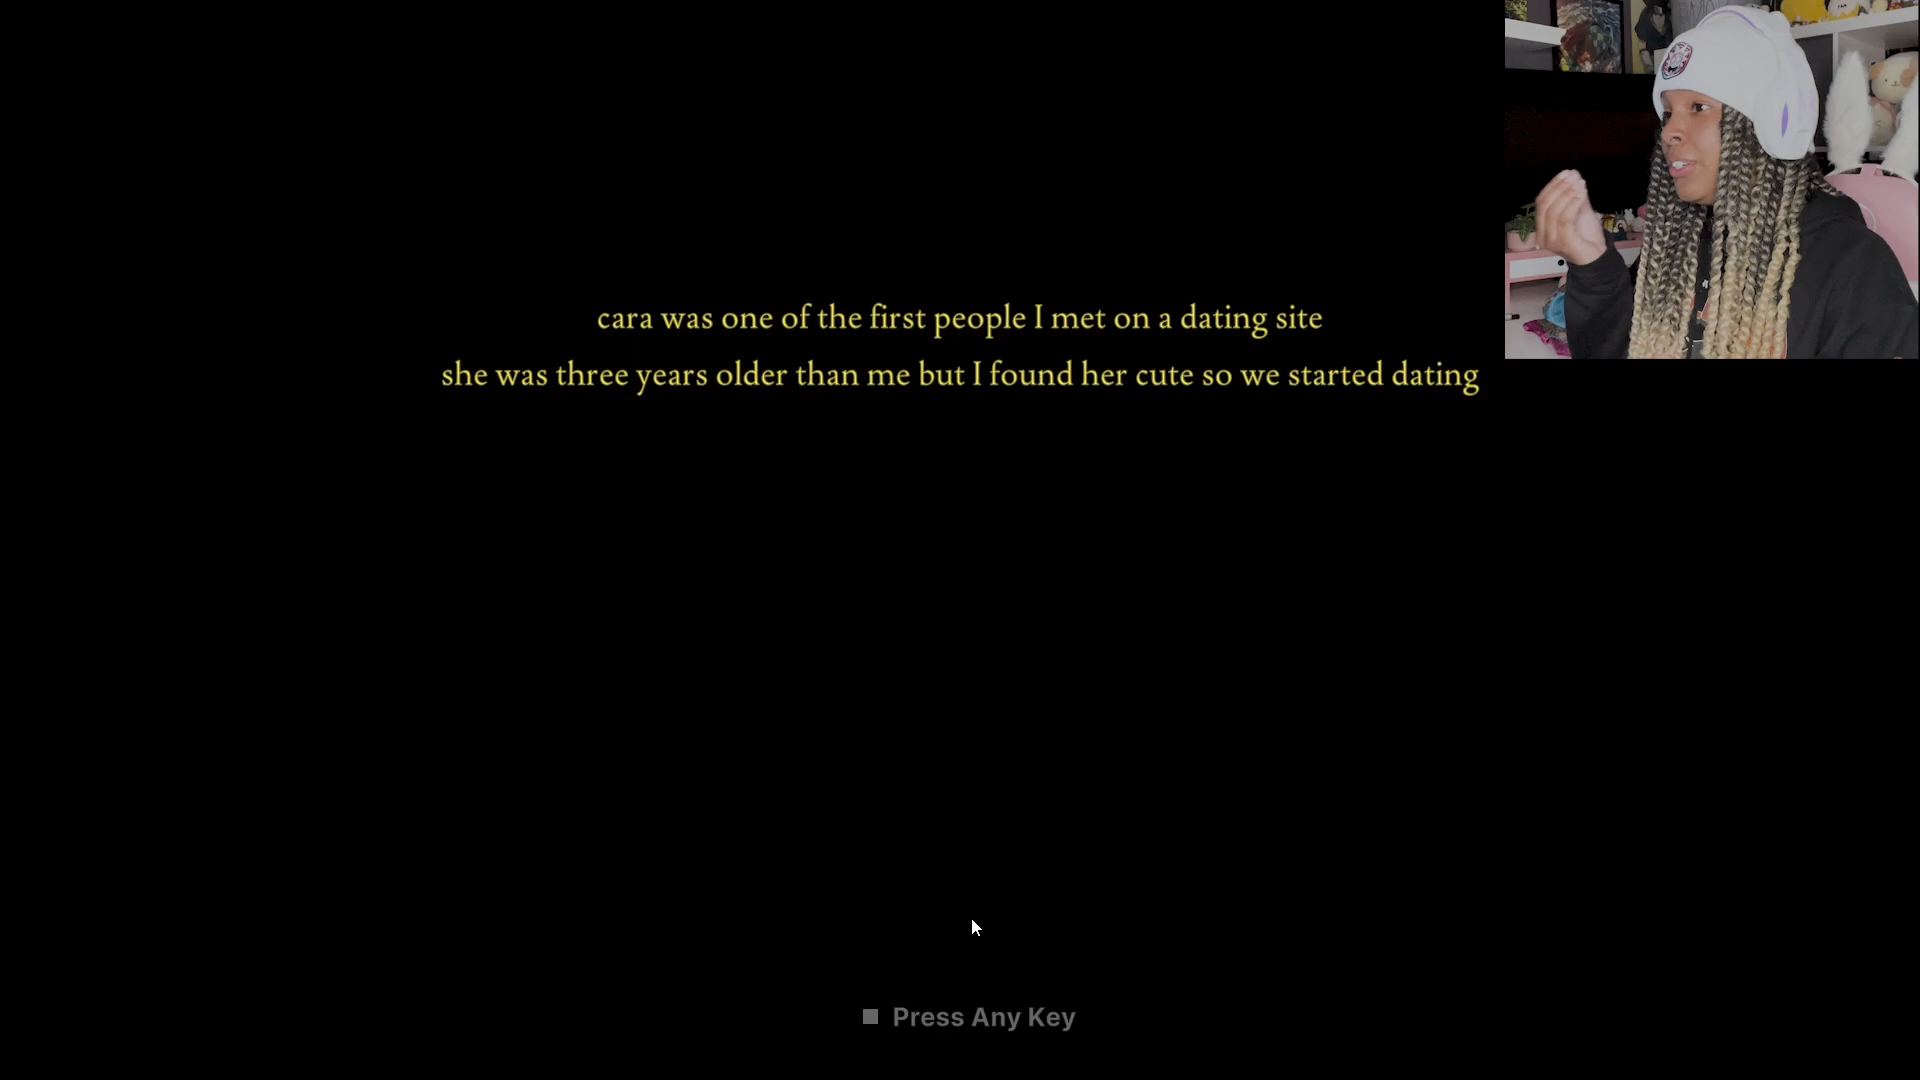 cara was one of the first people I met on a dating site
she was three years older than me but I found her cute so we started dating
Press Any Key